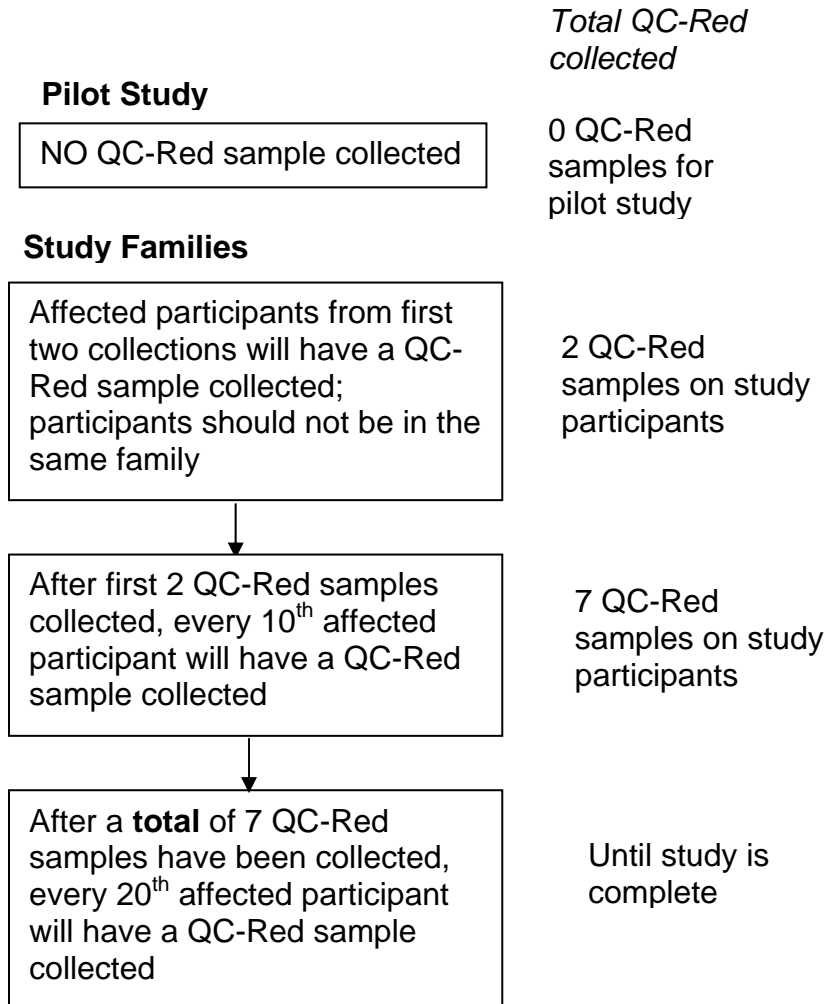 Total QC-Red
collected
Pilot Study
NO QC-Red sample collected
0 QC-Red
samples for
pilot study
Study Families
Affected participants from first
two collections will have a QC-
Red sample collected;
participants should not be in the
same family
2 QC-Red
samples on study
participants
After first 2 QC-Red samples
collected, every 10th affected
participant will have a QC-Red
sample collected
7 QC-Red
samples on study
participants
After a total of 7 QC-Red
samples have been collected,
every 20th affected participant
will have a QC-Red sample
collected
Until study is
complete